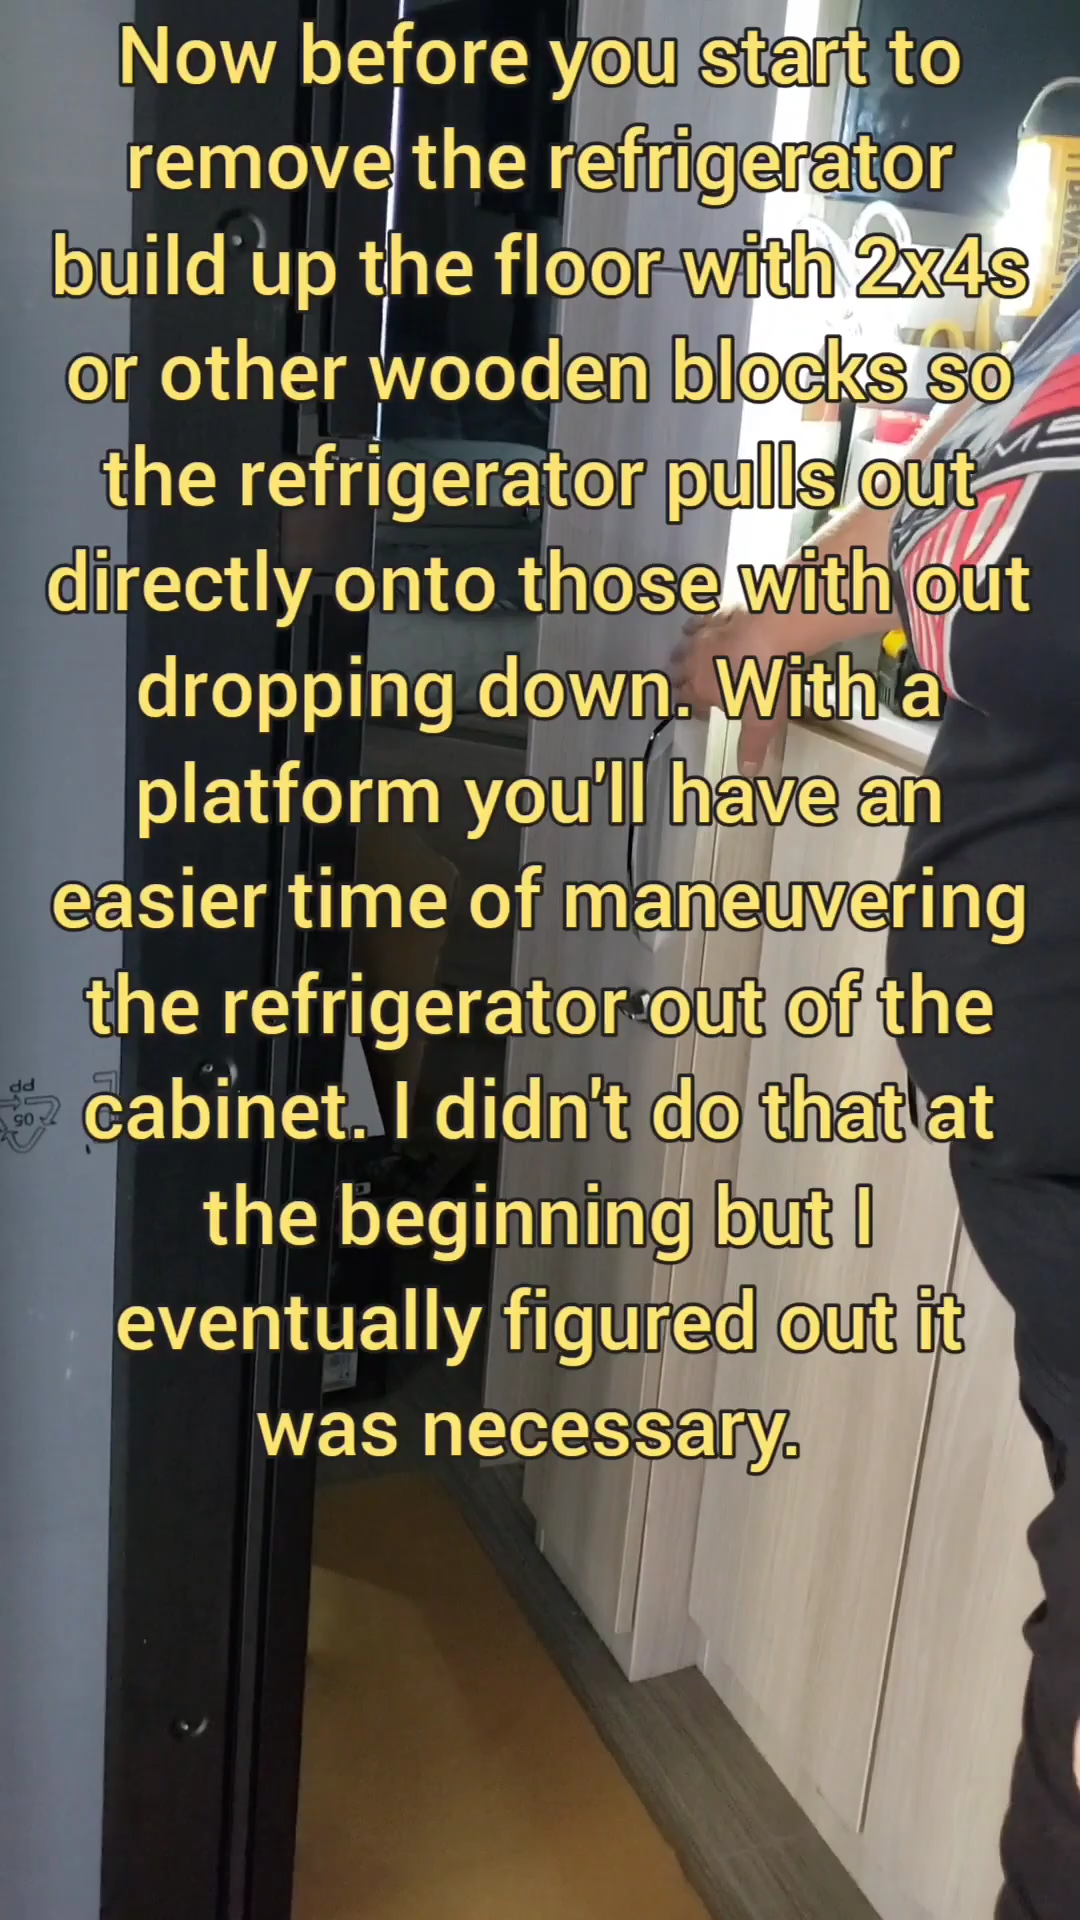 Now before you start to
remove the refrigerator
build up the floor with 2x4s
or other wooden blocks so
the refrigerator pulls out
directly onto those with out
dropping down. With a
platform you'll have an
easier time of maneuvering
the refrigerator out of the
cabinet. I didn't do that at
the beginning but I
eventually figured out it
was necessary.
DEWALT
05
PP